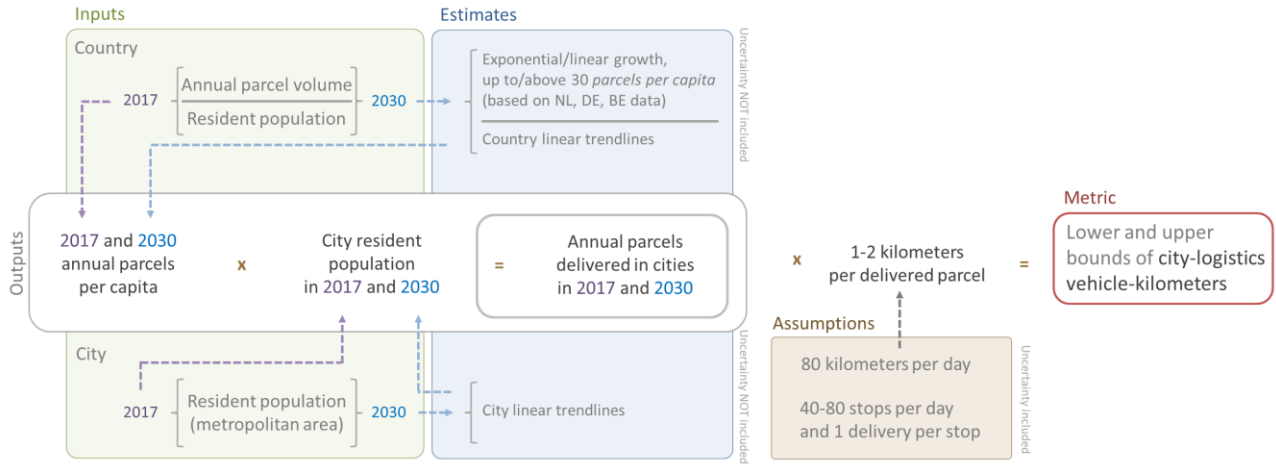 Inputs
Estimates
Country
2017
Annual parcel volume
Resident population
2030
Exponential/linear growth,
up to/above 30 parcels per capita
(based on NL, DE, BE data)
Country linear trendlines
Uncertainty NOT included
Outputs
2017 and 2030
annual parcels
per capita
x
City resident
population
in 2017 and 2030
=
Annual parcels
delivered in cities
in 2017 and 2030
x
1-2 kilometers
per delivered parcel
=
Metric
Lower and upper
bounds of city-logistics
vehicle-kilometers
City
2017
Resident population
(metropolitan area)
2030
City linear trendlines
Uncertainty NOT included
Assumptions
80 kilometers per day
40-80 stops per day
and 1 delivery per stop
Uncertainty included